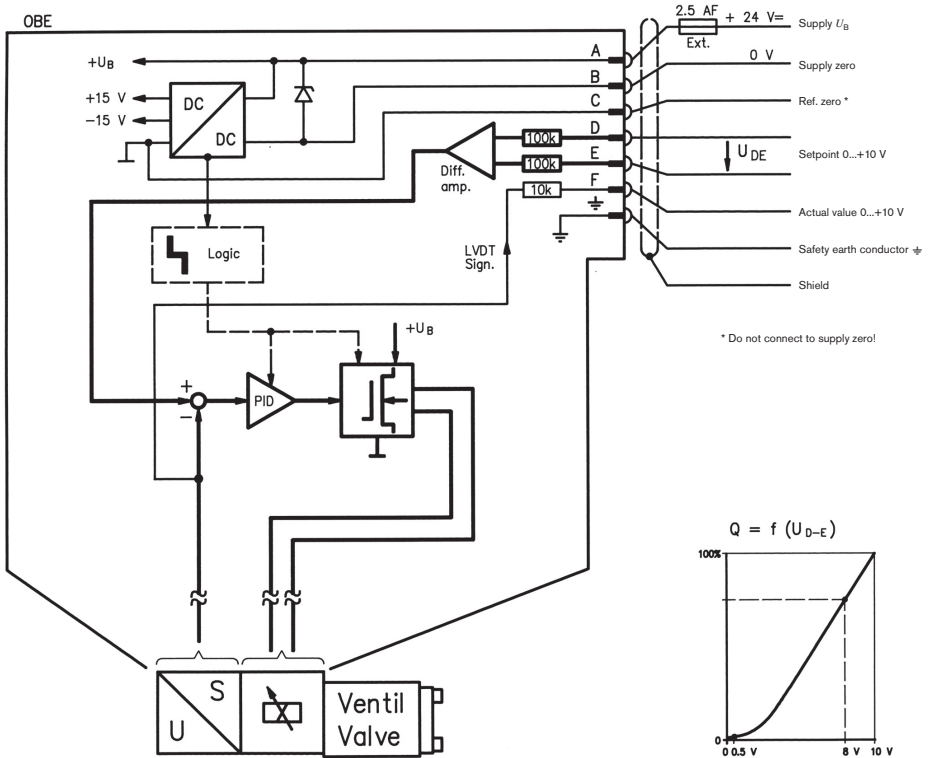 OBE
2.5 AF
+ 24 V=
Ext.
Supply U_B
+U_B
A
0 V
Supply zero
B
+15 V
−15 V
DC
DC
C
Ref. zero *
D
100k
U_DE
Setpoint 0...+10 V
E
100k
Diff. amp.
F
10k
Actual value 0...+10 V
Safety earth conductor ⏚
Shield
Logic
LVDT
Sign.
* Do not connect to supply zero!
+U_B
+
−
PID
Q = f (U_D−E)
100%
0
0 0.5 V
8 V
10 V
S
U
Ventil
Valve